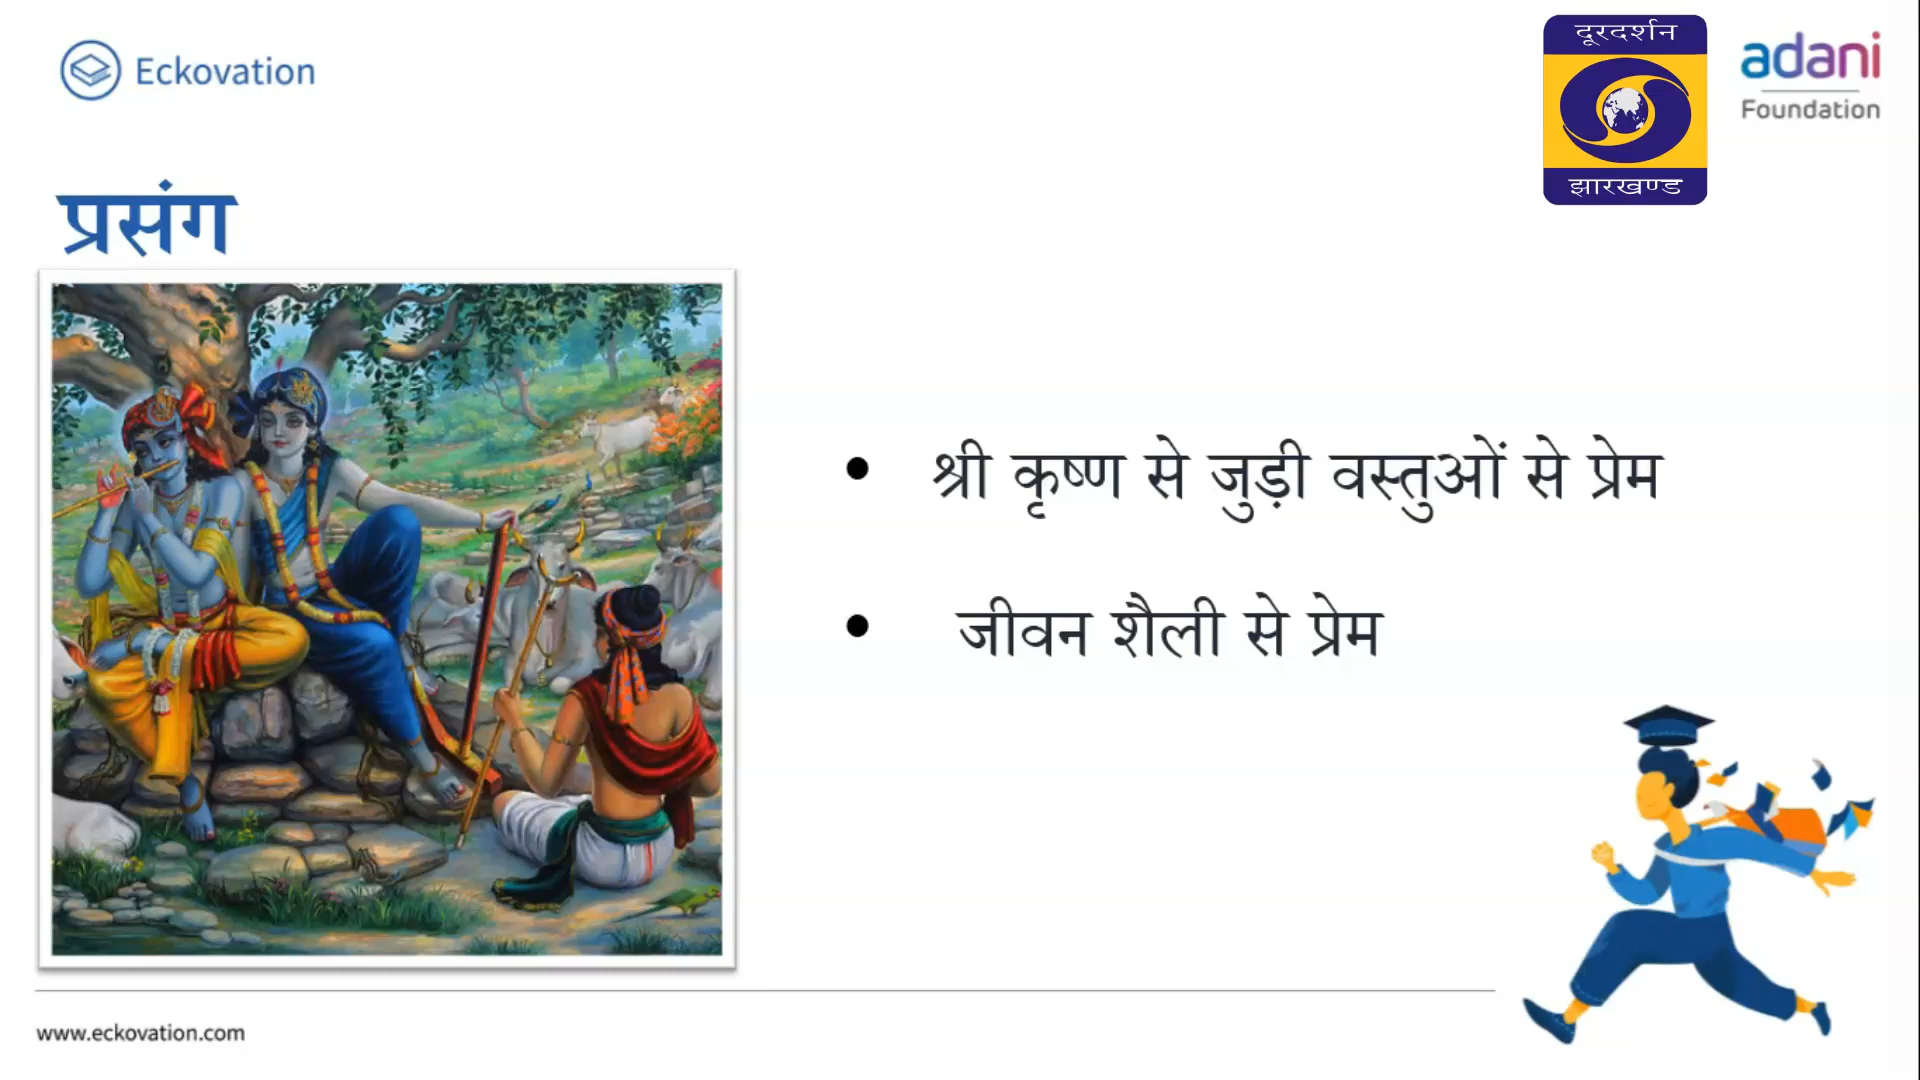 Eckovation
दूरदर्शन
झारखण्ड
adani
Foundation
प्रसंग
• श्री कृष्ण से जुड़ी वस्तुओं से प्रेम
• जीवन शैली से प्रेम
www.eckovation.com